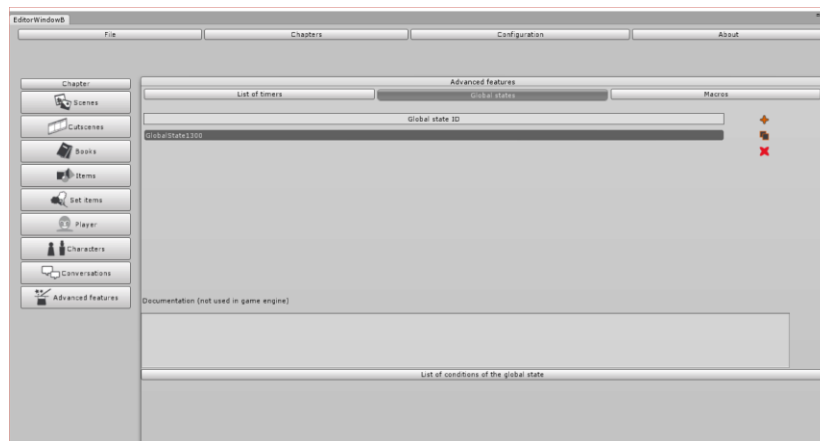 EditorWindowB
File Chapters Configuration About
Chapter
Scenes
Cutscenes
Books
Items
Set items
Player
Characters
Conversations
Advanced features
Advanced features
List of timers Global states Macros
Global state ID
GlobalState1300
Documentation (not used in game engine)
List of conditions of the global state